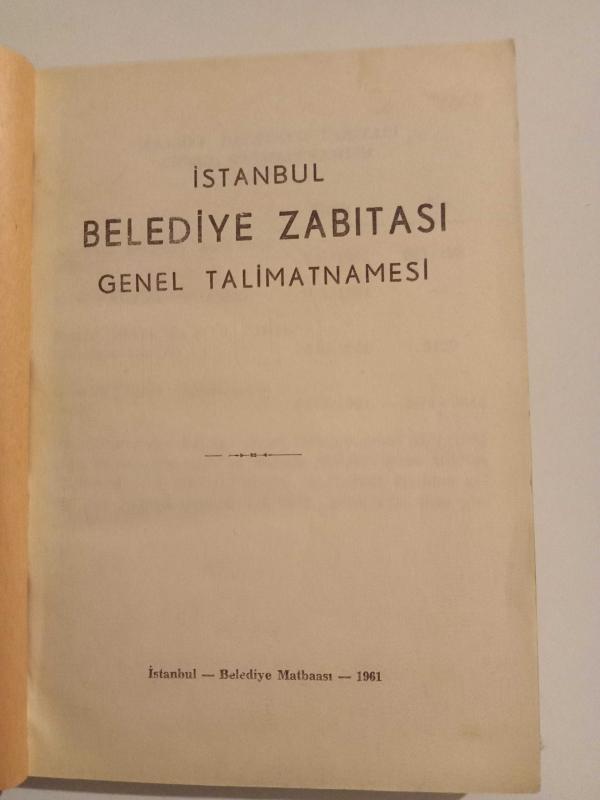 İSTANBUL
BELEDİYE ZABITASI
GENEL TALİMATNAMESİ
İstanbul — Belediye Matbaası — 1961